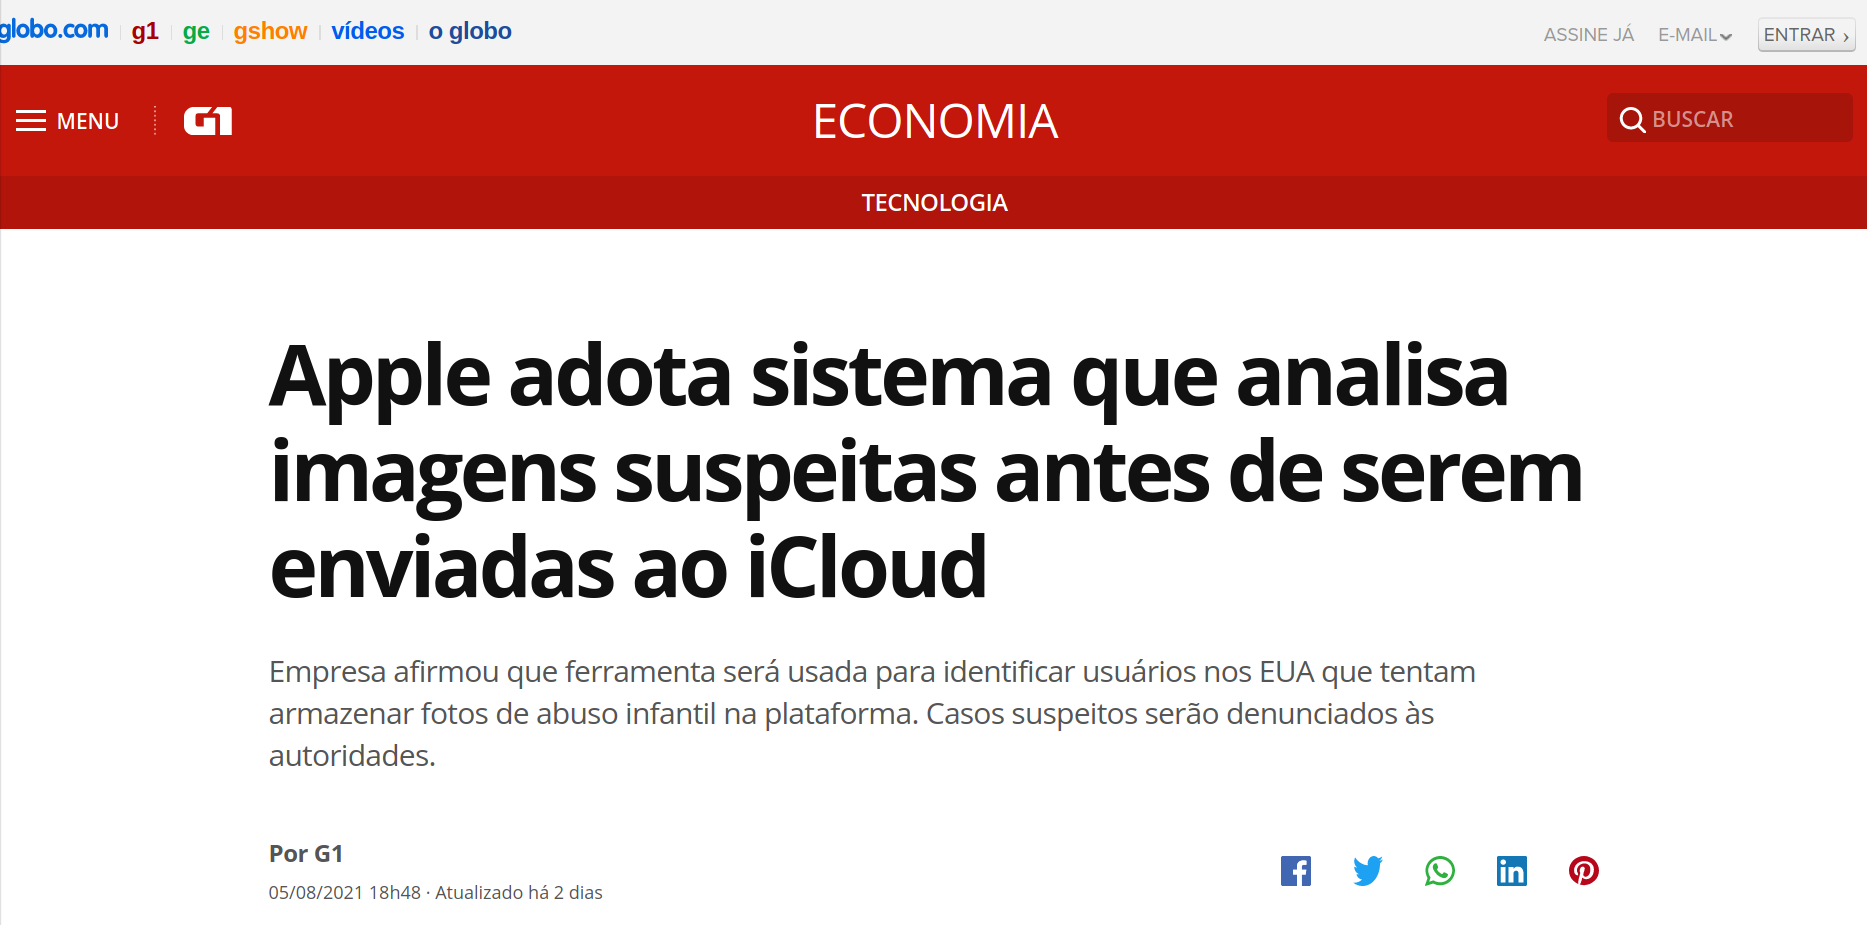 globo.com g1 ge gshow vídeos o globo ASSINE JÁ E-MAIL ENTRAR ›
MENU G1 ECONOMIA BUSCAR
TECNOLOGIA
Apple adota sistema que analisa
imagens suspeitas antes de serem
enviadas ao iCloud
Empresa afirmou que ferramenta será usada para identificar usuários nos EUA que tentam
armazenar fotos de abuso infantil na plataforma. Casos suspeitos serão denunciados às
autoridades.
Por G1
05/08/2021 18h48 · Atualizado há 2 dias